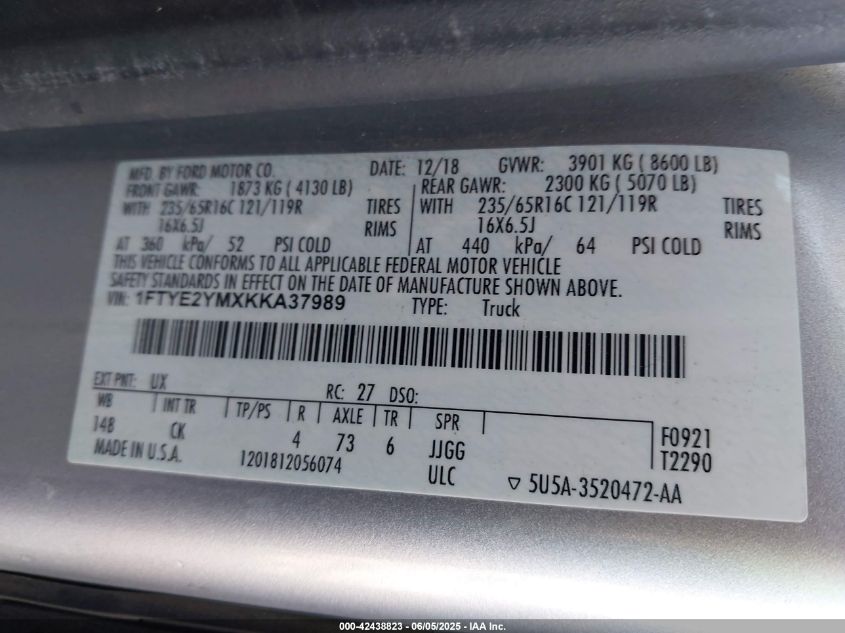 MFD. BY FORD MOTOR CO. DATE: 12/18 GVWR: 3901 KG ( 8600 LB)
FRONT GAWR: 1873 KG ( 4130 LB) REAR GAWR: 2300 KG ( 5070 LB)
WITH 235/65R16C 121/119R TIRES WITH 235/65R16C 121/119R TIRES
16X6.5J RIMS 16X6.5J RIMS
AT 360 kPa/ 52 PSI COLD AT 440 kPa/ 64 PSI COLD
THIS VEHICLE CONFORMS TO ALL APPLICABLE FEDERAL MOTOR VEHICLE
SAFETY STANDARDS IN EFFECT ON THE DATE OF MANUFACTURE SHOWN ABOVE.
VIN: 1FTYE2YMXKKA37989 TYPE: Truck
EXT PNT: UX RC: 27 DSO:
WB INT TR TP/PS R AXLE TR SPR
148 CK 4 73 6 JJGG F0921
MADE IN U.S.A. 1201812056074 ULC T2290
5U5A-3520472-AA
000-42438823 - 06/05/2025 - IAA Inc.